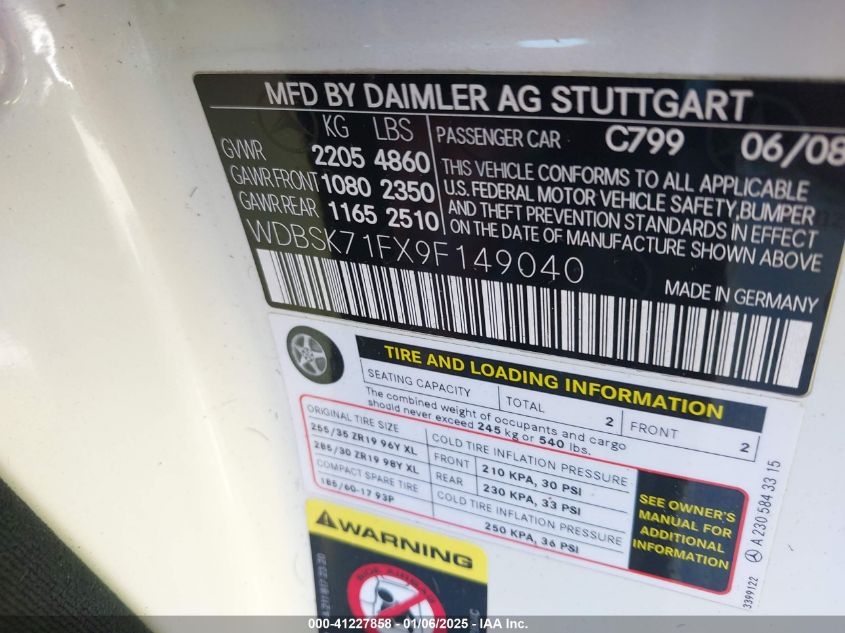 MFD BY DAIMLER AG STUTTGART
KG LBS
GVWR 2205 4860
GAWR FRONT 1080 2350
GAWR REAR 1165 2510
PASSENGER CAR C799 06/08
THIS VEHICLE CONFORMS TO ALL APPLICABLE
U.S. FEDERAL MOTOR VEHICLE SAFETY, BUMPER
AND THEFT PREVENTION STANDARDS IN EFFECT
ON THE DATE OF MANUFACTURE SHOWN ABOVE
WDBSK71FX9F149040
MADE IN GERMANY
TIRE AND LOADING INFORMATION
SEATING CAPACITY TOTAL 2 FRONT 2
The combined weight of occupants and cargo
should never exceed 245 kg or 540 lbs.
ORIGINAL TIRE SIZE
255/35 ZR19 96Y XL
285/30 ZR19 98Y XL
COMPACT SPARE TIRE
185/60-17 93P
COLD TIRE INFLATION PRESSURE
FRONT 210 KPA, 30 PSI
REAR 230 KPA, 33 PSI
COLD TIRE INFLATION PRESSURE
250 KPA, 36 PSI
SEE OWNER'S
MANUAL FOR
ADDITIONAL
INFORMATION
A 230 584 33 15
3399122
WARNING
000-41227858 - 01/06/2025 - IAA Inc.